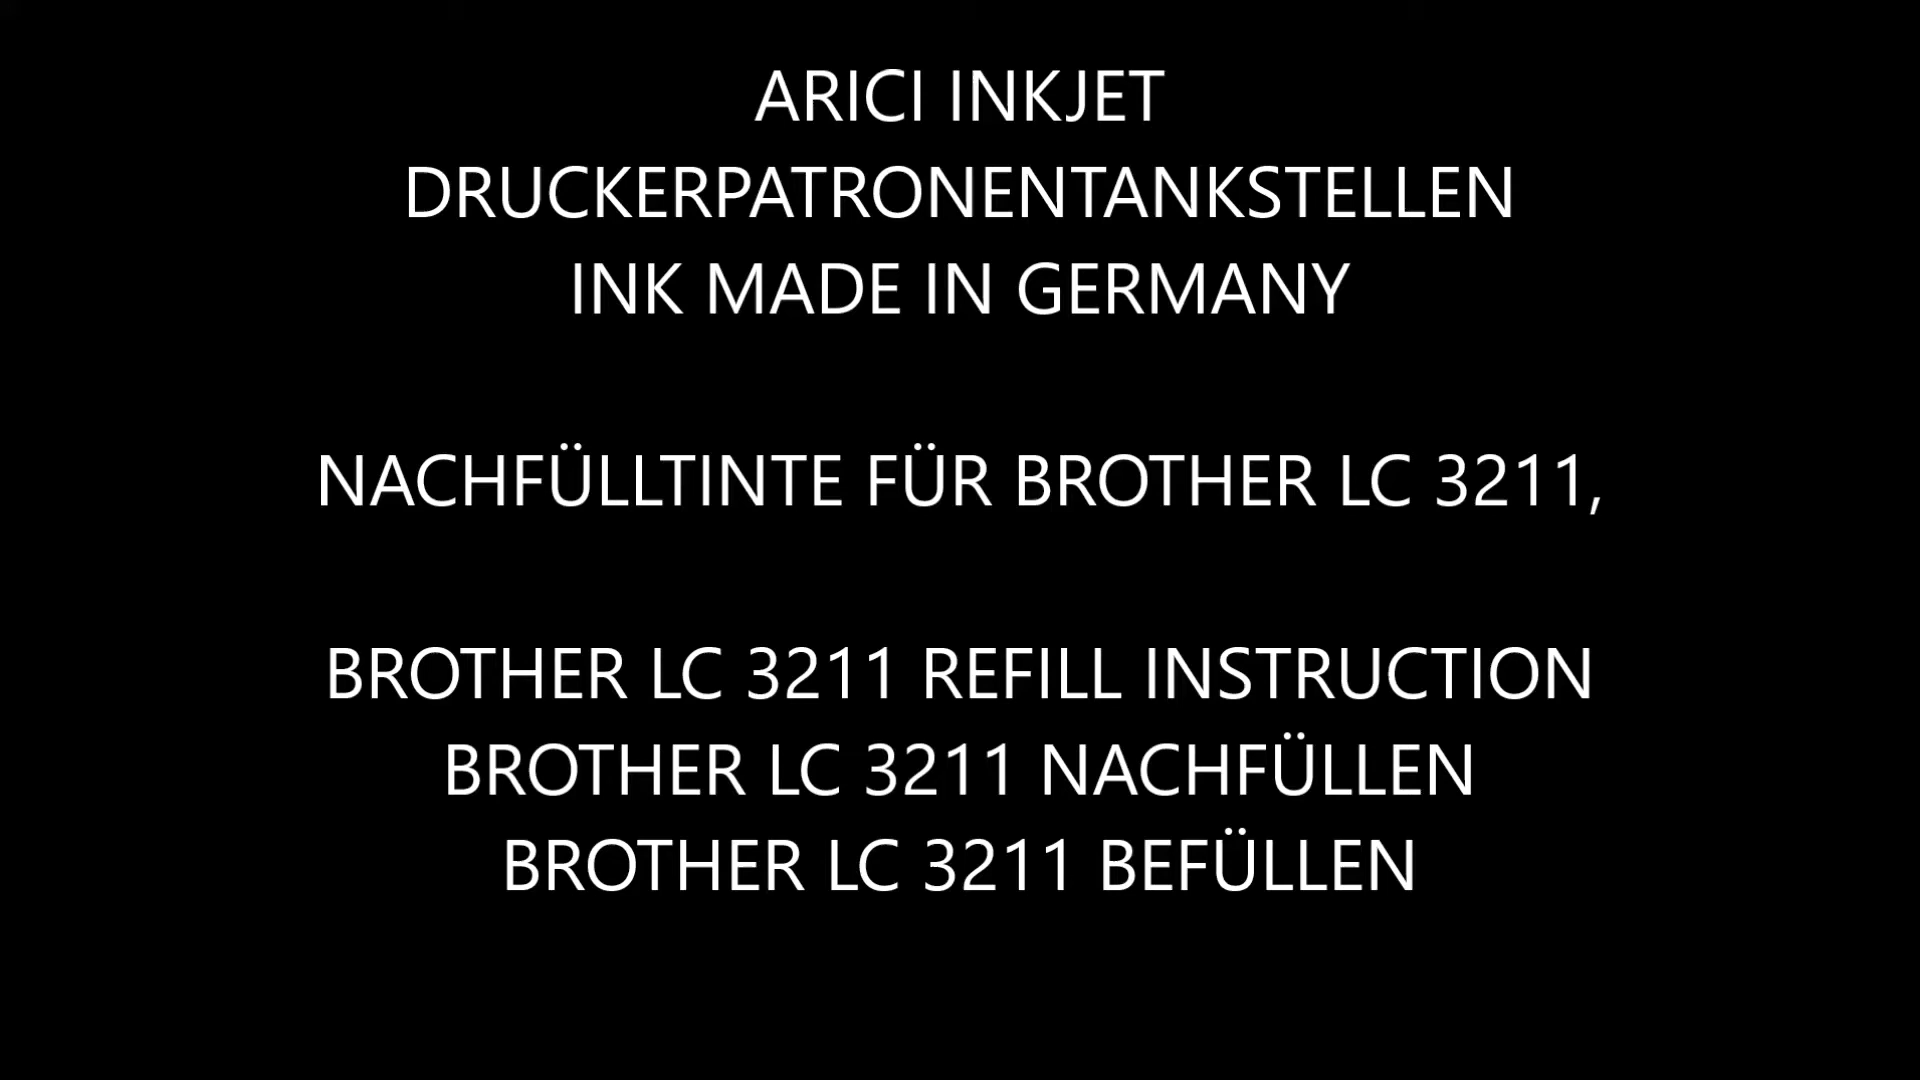 ARICI INKJET
DRUCKERPATRONENTANKSTELLEN
INK MADE IN GERMANY
NACHFÜLLTINTE FÜR BROTHER LC 3211,
BROTHER LC 3211 REFILL INSTRUCTION
BROTHER LC 3211 NACHFÜLLEN
BROTHER LC 3211 BEFÜLLEN